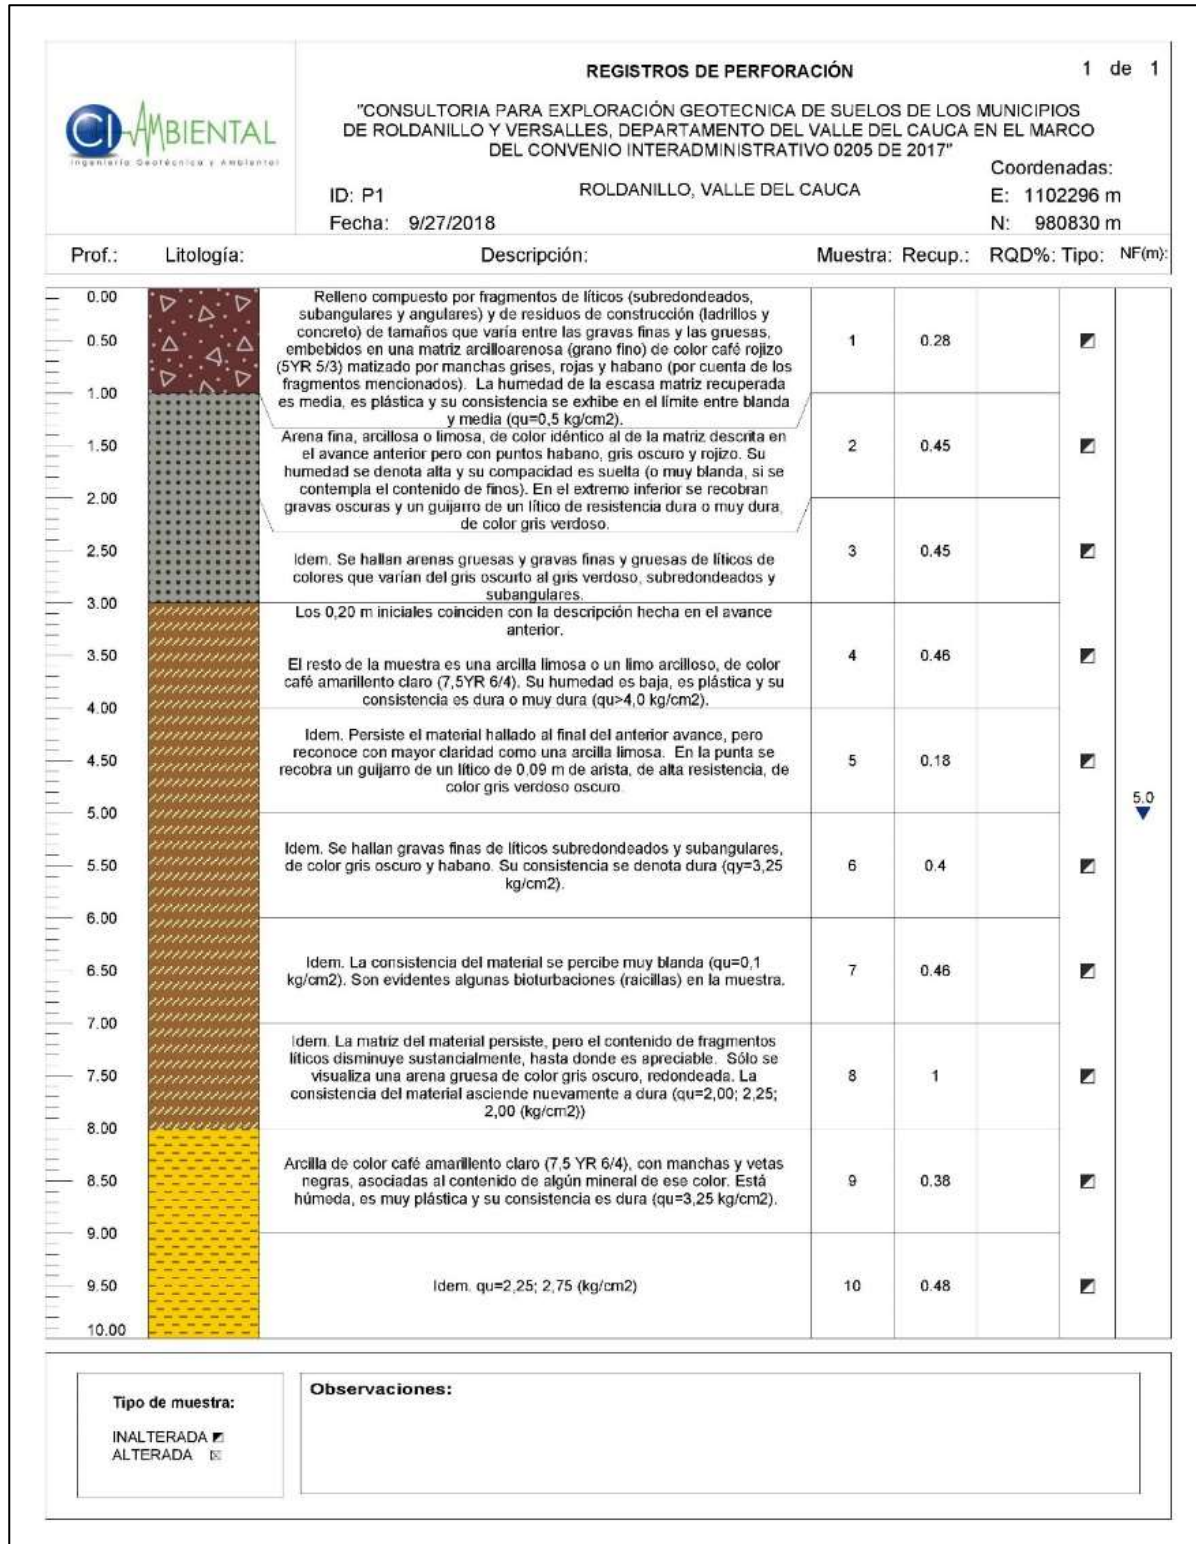 REGISTROS DE PERFORACIÓN
1 de 1
CI AMBIENTAL
Ingeniería Geotécnica y Ambiental
"CONSULTORIA PARA EXPLORACIÓN GEOTECNICA DE SUELOS DE LOS MUNICIPIOS
DE ROLDANILLO Y VERSALLES, DEPARTAMENTO DEL VALLE DEL CAUCA EN EL MARCO
DEL CONVENIO INTERADMINISTRATIVO 0205 DE 2017"
Coordenadas:
ID: P1 ROLDANILLO, VALLE DEL CAUCA E: 1102296 m
Fecha: 9/27/2018 N: 980830 m
Prof.: Litología: Descripción: Muestra: Recup.: RQD%: Tipo: NF(m):
0.00
Relleno compuesto por fragmentos de líticos (subredondeados,
subangulares y angulares) y de residuos de construcción (ladrillos y
concreto) de tamaños que varía entre las gravas finas y las gruesas,
0.50 1 0.28
embebidos en una matriz arcilloarenosa (grano fino) de color café rojizo
(5YR 5/3) matizado por manchas grises, rojas y habano (por cuenta de los
fragmentos mencionados). La humedad de la escasa matriz recuperada
1.00
es media, es plástica y su consistencia se exhibe en el límite entre blanda
y media (qu=0,5 kg/cm2).
Arena fina, arcillosa o limosa, de color idéntico al de la matriz descrita en
1.50 2 0.45
el avance anterior pero con puntos habano, gris oscuro y rojizo. Su
humedad se denota alta y su compacidad es suelta (o muy blanda, si se
contempla el contenido de finos). En el extremo inferior se recobran
2.00
gravas oscuras y un guijarro de un lítico de resistencia dura o muy dura,
de color gris verdoso.
2.50 3 0.45
Idem. Se hallan arenas gruesas y gravas finas y gruesas de líticos de
colores que varían del gris oscurto al gris verdoso, subredondeados y
subangulares.
3.00
Los 0,20 m iniciales coinciden con la descripción hecha en el avance
anterior.
3.50 4 0.46
El resto de la muestra es una arcilla limosa o un limo arcilloso, de color
café amarillento claro (7,5YR 6/4). Su humedad es baja, es plástica y su
consistencia es dura o muy dura (qu>4,0 kg/cm2).
4.00
Idem. Persiste el material hallado al final del anterior avance, pero
reconoce con mayor claridad como una arcilla limosa. En la punta se
4.50 5 0.18
recobra un guijarro de un lítico de 0,09 m de arista, de alta resistencia, de
color gris verdoso oscuro.
5.0
5.00
Idem. Se hallan gravas finas de líticos subredondeados y subangulares,
5.50 6 0.4
de color gris oscuro y habano. Su consistencia se denota dura (qy=3,25
kg/cm2).
6.00
Idem. La consistencia del material se percibe muy blanda (qu=0,1
6.50 7 0.46
kg/cm2). Son evidentes algunas bioturbaciones (raicillas) en la muestra.
7.00
Idem. La matriz del material persiste, pero el contenido de fragmentos
líticos disminuye sustancialmente, hasta donde es apreciable. Sólo se
7.50 8 1
visualiza una arena gruesa de color gris oscuro, redondeada. La
consistencia del material asciende nuevamente a dura (qu=2,00; 2,25;
2,00 (kg/cm2))
8.00
Arcilla de color café amarillento claro (7,5 YR 6/4), con manchas y vetas
8.50 9 0.38
negras, asociadas al contenido de algún mineral de ese color. Está
húmeda, es muy plástica y su consistencia es dura (qu=3,25 kg/cm2).
9.00
9.50 Idem. qu=2,25; 2,75 (kg/cm2) 10 0.48
10.00
Tipo de muestra:
INALTERADA
ALTERADA
Observaciones: